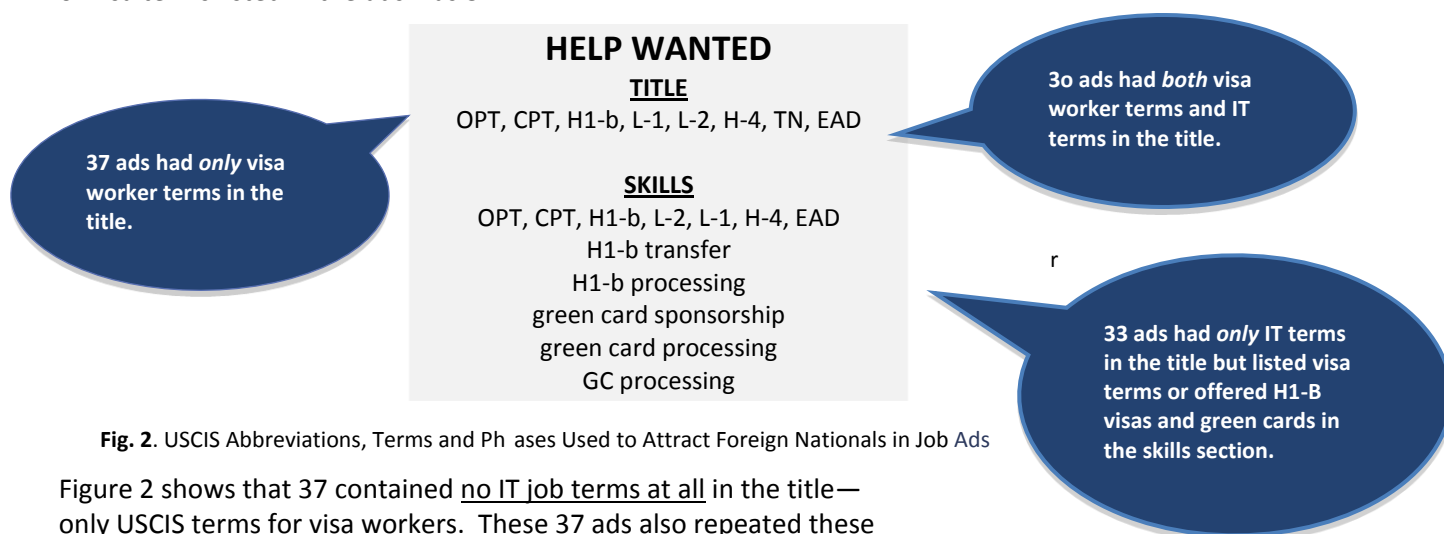 HELP WANTED
TITLE
OPT, CPT, H1-b, L-1, L-2, H-4, TN, EAD
SKILLS
OPT, CPT, H1-b, L-2, L-1, H-4, EAD
H1-b transfer
H1-b processing
green card sponsorship
green card processing
GC processing
37 ads had only visa
worker terms in the
title.
3o ads had both visa
worker terms and IT
terms in the title.
r
33 ads had only IT terms
in the title but listed visa
terms or offered H1-B
visas and green cards in
the skills section.
Fig. 2. USCIS Abbreviations, Terms and Ph ases Used to Attract Foreign Nationals in Job Ads
Figure 2 shows that 37 contained no IT job terms at all in the title—
only USCIS terms for visa workers. These 37 ads also repeated these